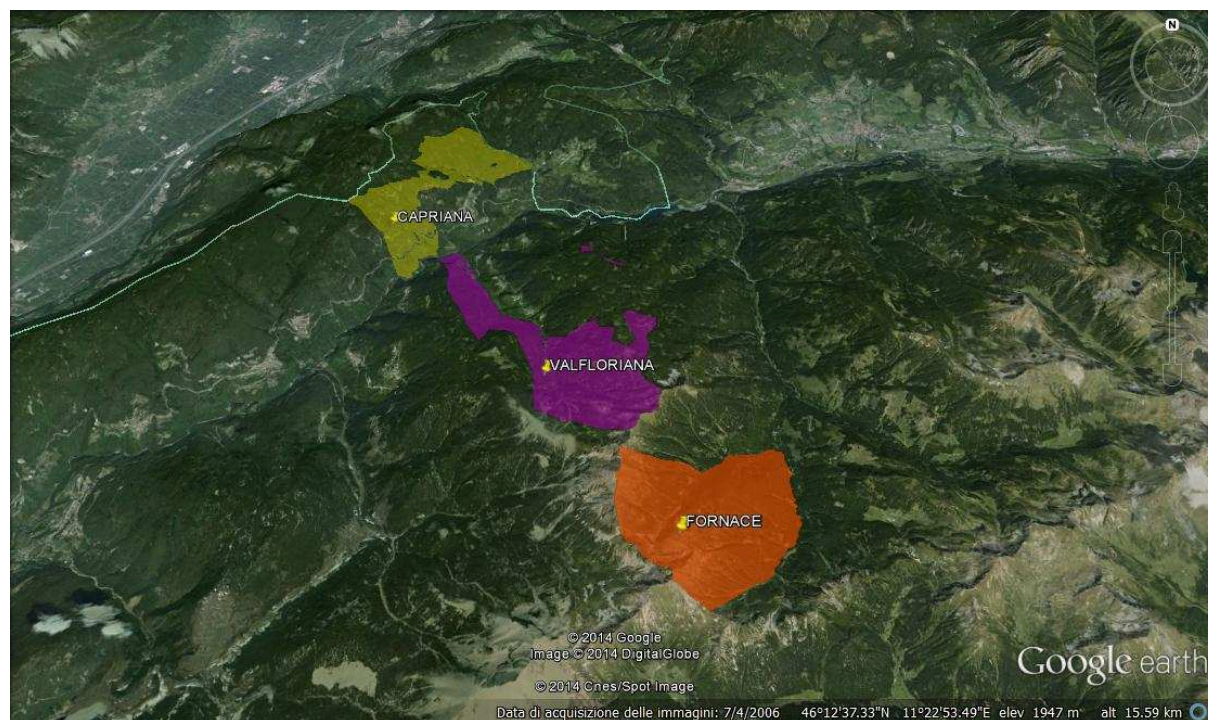 N
CAPRIANA
VALFLORIANA
FORNACE
© 2014 Google
Image © 2014 DigitalGlobe
© 2014 Cnes/Spot Image
Google earth
Data di acquisizione delle immagini: 7/4/2006 46°12'37.33"N 11°22'53.49"E elev 1947 m alt 15.59 km